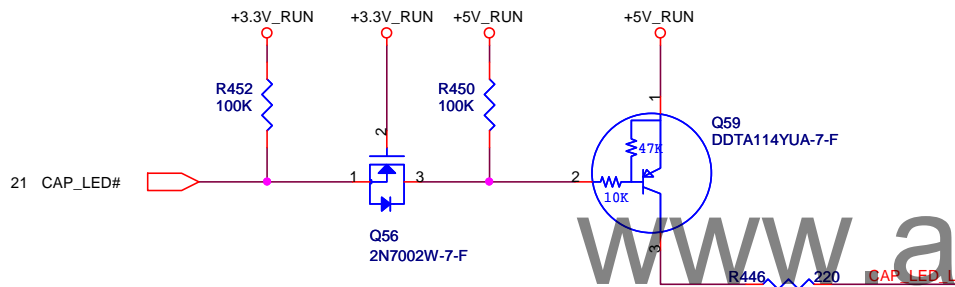 +3.3V_RUN +3.3V_RUN +5V_RUN +5V_RUN
R452
100K
R450
100K
2
1
Q59
DDTA114YUA-7-F
47K
21 CAP_LED#
1
3
2
10K
Q56
2N7002W-7-F
3
www.a
R446 220 CAP_LED_L